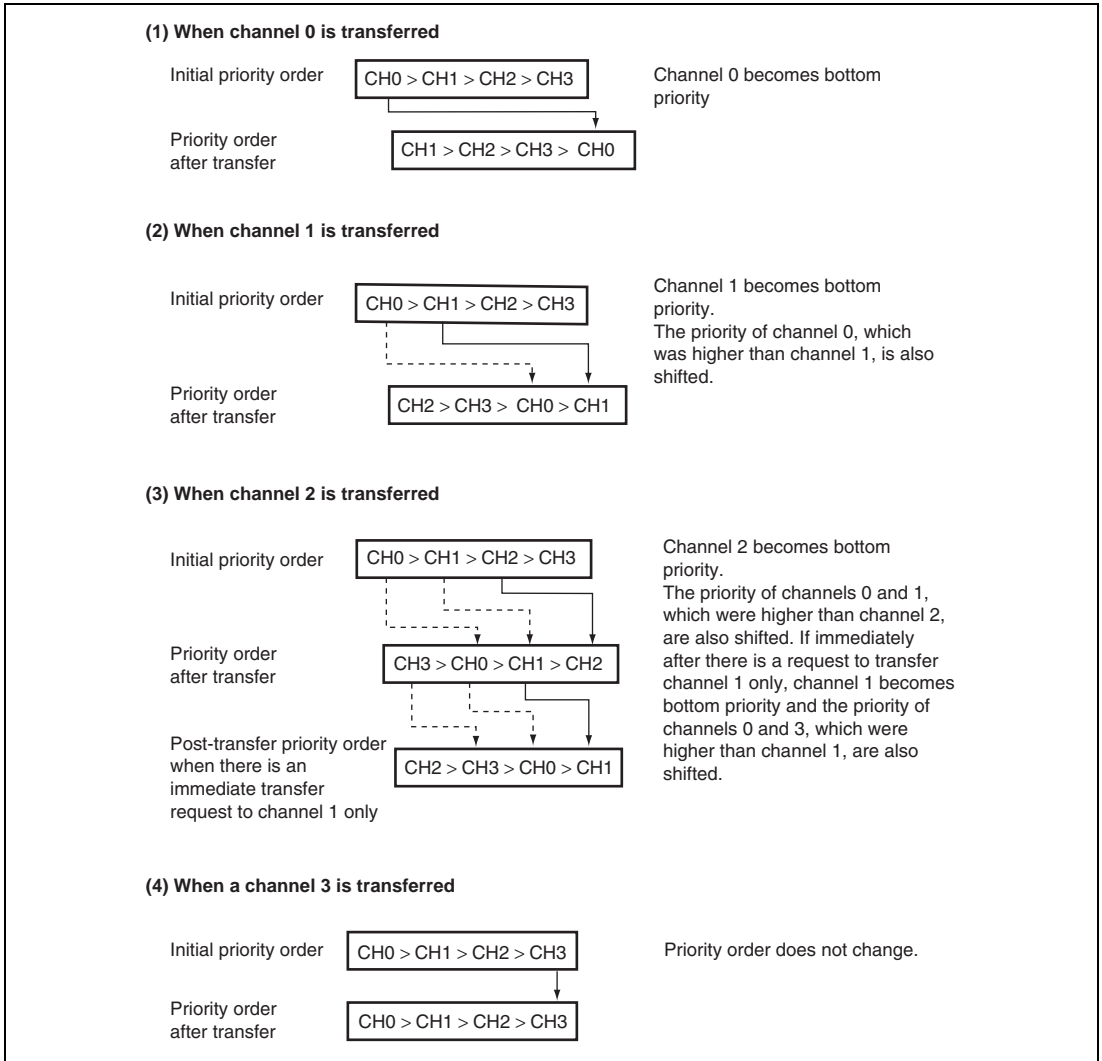 (1) When channel 0 is transferred
Initial priority order
CH0 > CH1 > CH2 > CH3
Channel 0 becomes bottom
priority
Priority order
after transfer
CH1 > CH2 > CH3 > CH0
(2) When channel 1 is transferred
Initial priority order
CH0 > CH1 > CH2 > CH3
Channel 1 becomes bottom
priority.
The priority of channel 0, which
was higher than channel 1, is also
shifted.
Priority order
after transfer
CH2 > CH3 > CH0 > CH1
(3) When channel 2 is transferred
Initial priority order
CH0 > CH1 > CH2 > CH3
Channel 2 becomes bottom
priority.
The priority of channels 0 and 1,
which were higher than channel 2,
are also shifted. If immediately
after there is a request to transfer
channel 1 only, channel 1 becomes
bottom priority and the priority of
channels 0 and 3, which were
higher than channel 1, are also
shifted.
Priority order
after transfer
CH3 > CH0 > CH1 > CH2
Post-transfer priority order
when there is an
immediate transfer
request to channel 1 only
CH2 > CH3 > CH0 > CH1
(4) When a channel 3 is transferred
Initial priority order
CH0 > CH1 > CH2 > CH3
Priority order does not change.
Priority order
after transfer
CH0 > CH1 > CH2 > CH3